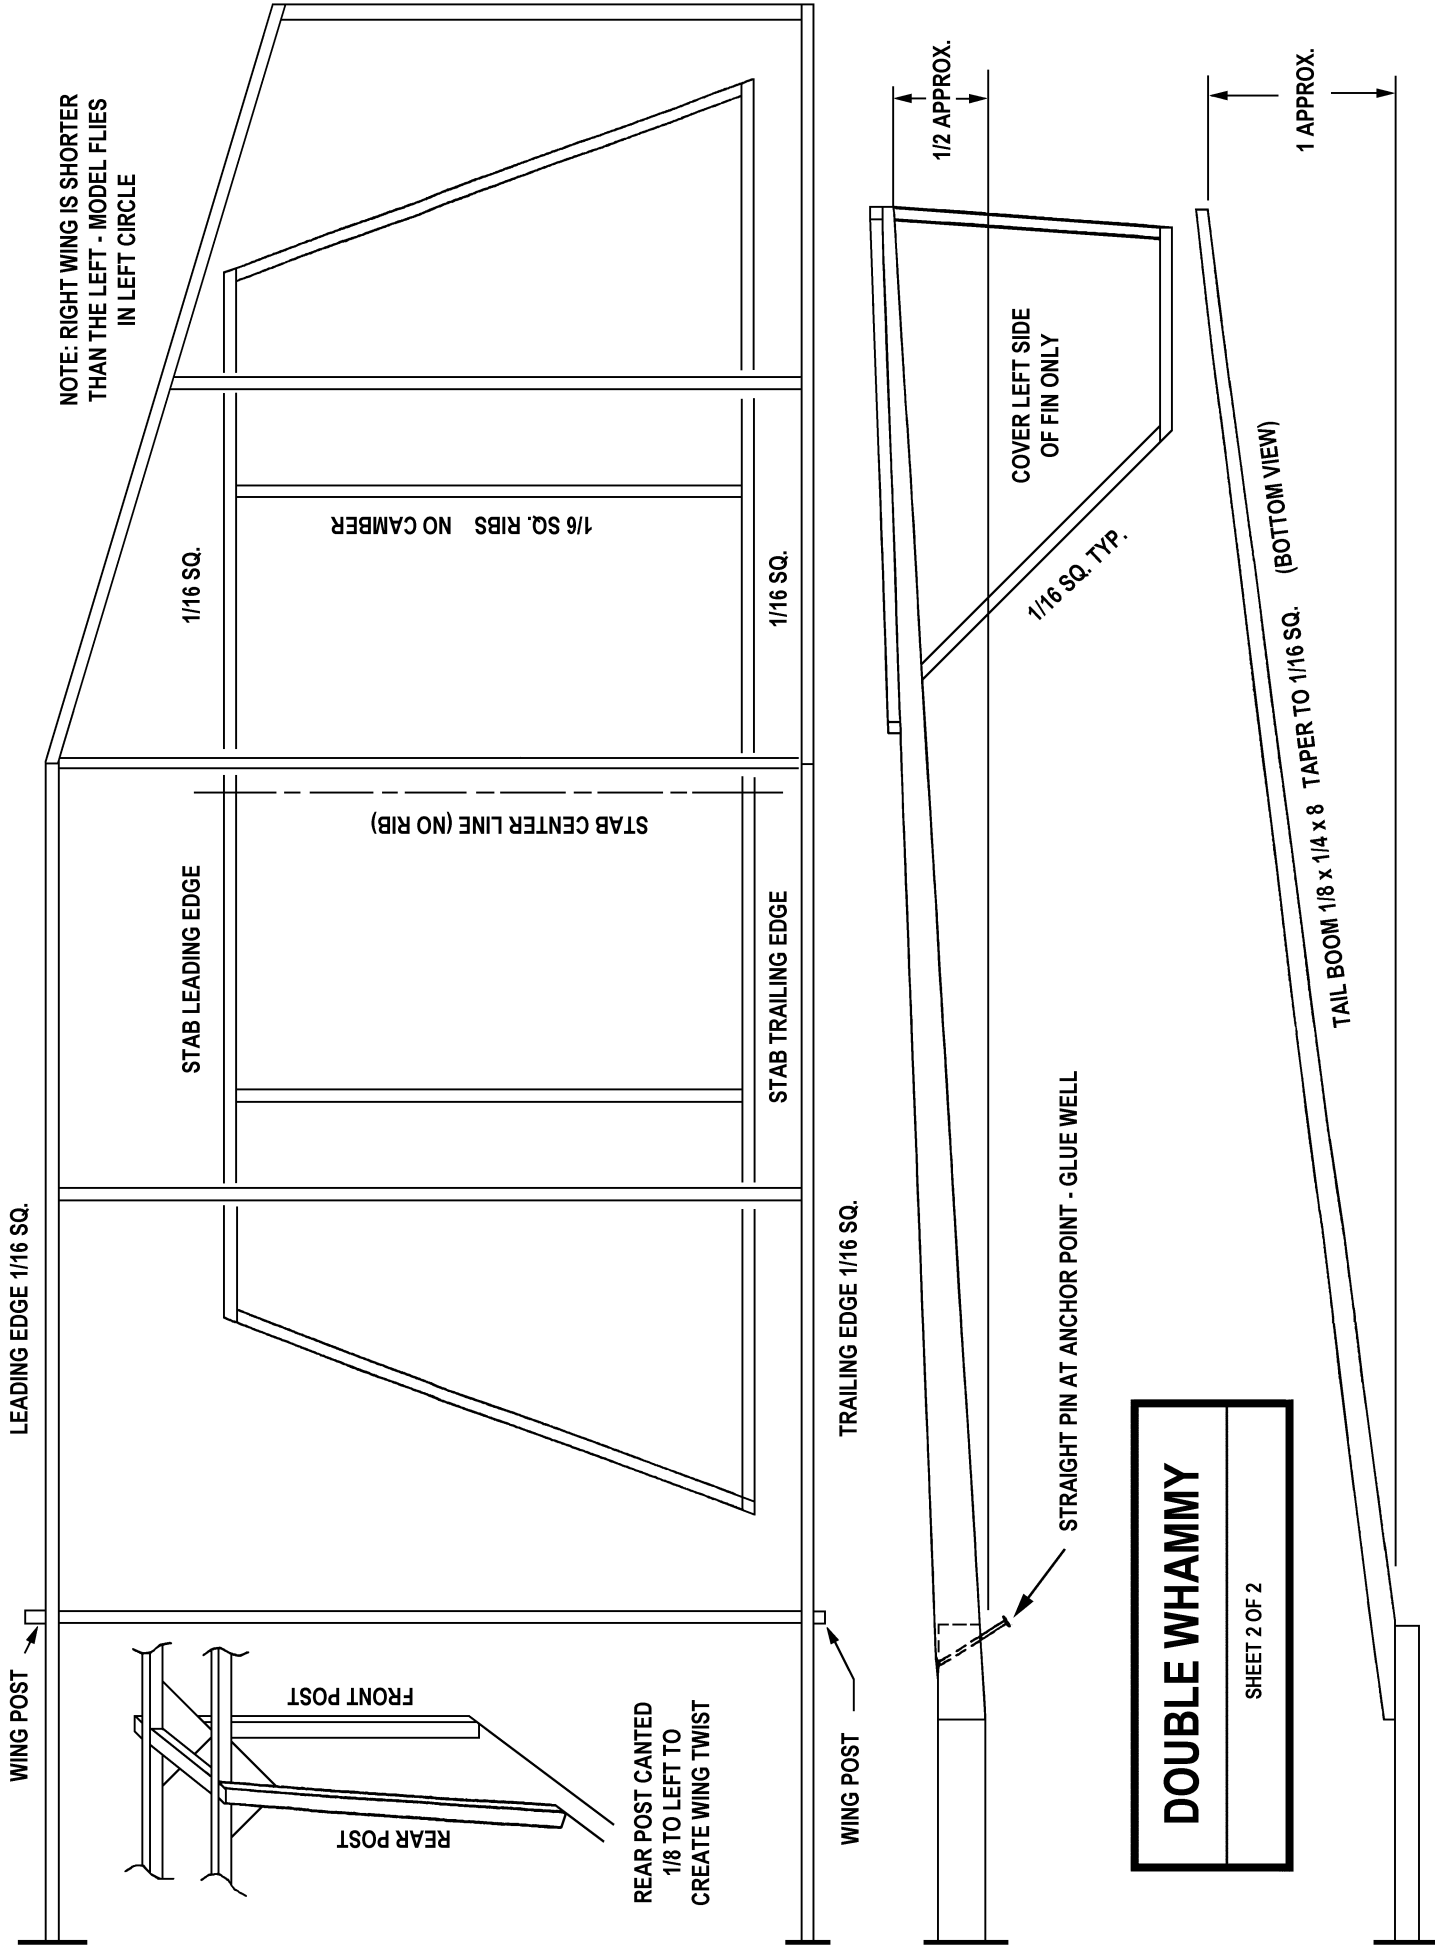 NOTE: RIGHT WING IS SHORTER
THAN THE LEFT - MODEL FLIES
IN LEFT CIRCLE
LEADING EDGE 1/16 SQ.
WING POST
1/16 SQ.
STAB LEADING EDGE
1/6 SQ. RIBS NO CAMBER
STAB CENTER LINE (NO RIB)
1/16 SQ.
STAB TRAILING EDGE
TRAILING EDGE 1/16 SQ.
WING POST
FRONT POST
REAR POST
REAR POST CANTED
1/8 TO LEFT TO
CREATE WING TWIST
1/2 APPROX.
COVER LEFT SIDE
OF FIN ONLY
1/16 SQ. TYP.
STRAIGHT PIN AT ANCHOR POINT - GLUE WELL
1 APPROX.
TAIL BOOM 1/8 x 1/4 x 8 TAPER TO 1/16 SQ. (BOTTOM VIEW)
DOUBLE WHAMMY
SHEET 2 OF 2